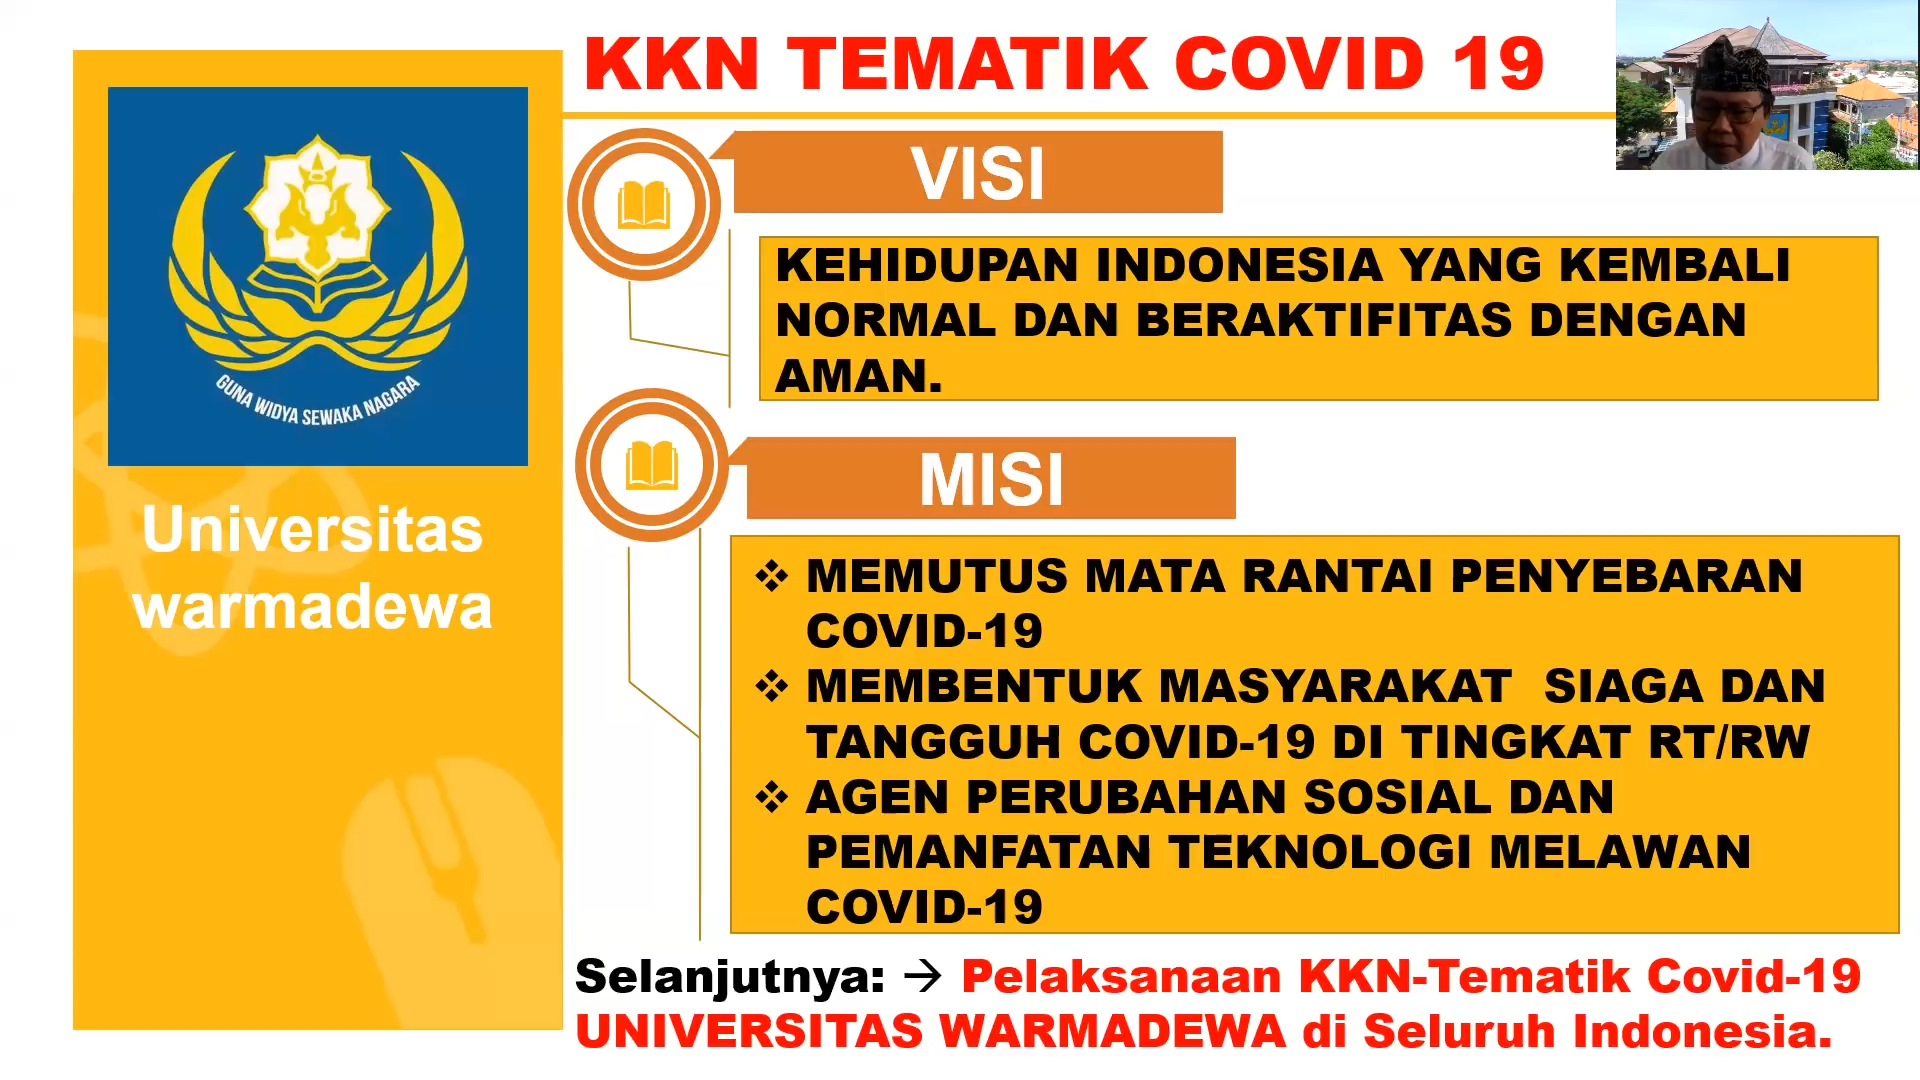 KKN TEMATIK COVID 19
GUNA WIDYA SEWAKA NAGARA
Universitas
warmadewa
VISI
KEHIDUPAN INDONESIA YANG KEMBALI
NORMAL DAN BERAKTIFITAS DENGAN
AMAN.
MISI
❖ MEMUTUS MATA RANTAI PENYEBARAN
COVID-19
❖ MEMBENTUK MASYARAKAT SIAGA DAN
TANGGUH COVID-19 DI TINGKAT RT/RW
❖ AGEN PERUBAHAN SOSIAL DAN
PEMANFATAN TEKNOLOGI MELAWAN
COVID-19
Selanjutnya: → Pelaksanaan KKN-Tematik Covid-19
UNIVERSITAS WARMADEWA di Seluruh Indonesia.